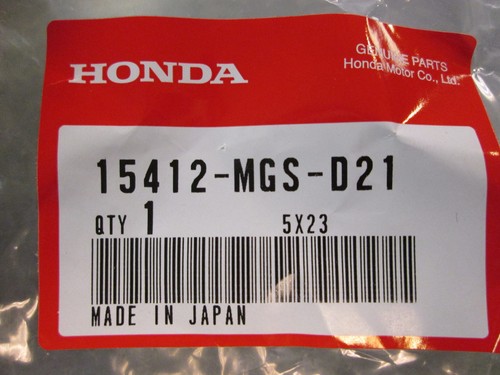 HONDA
GENUINE PARTS
Honda Motor Co., Ltd.
15412-MGS-D21
QTY 1 5X23
MADE IN JAPAN